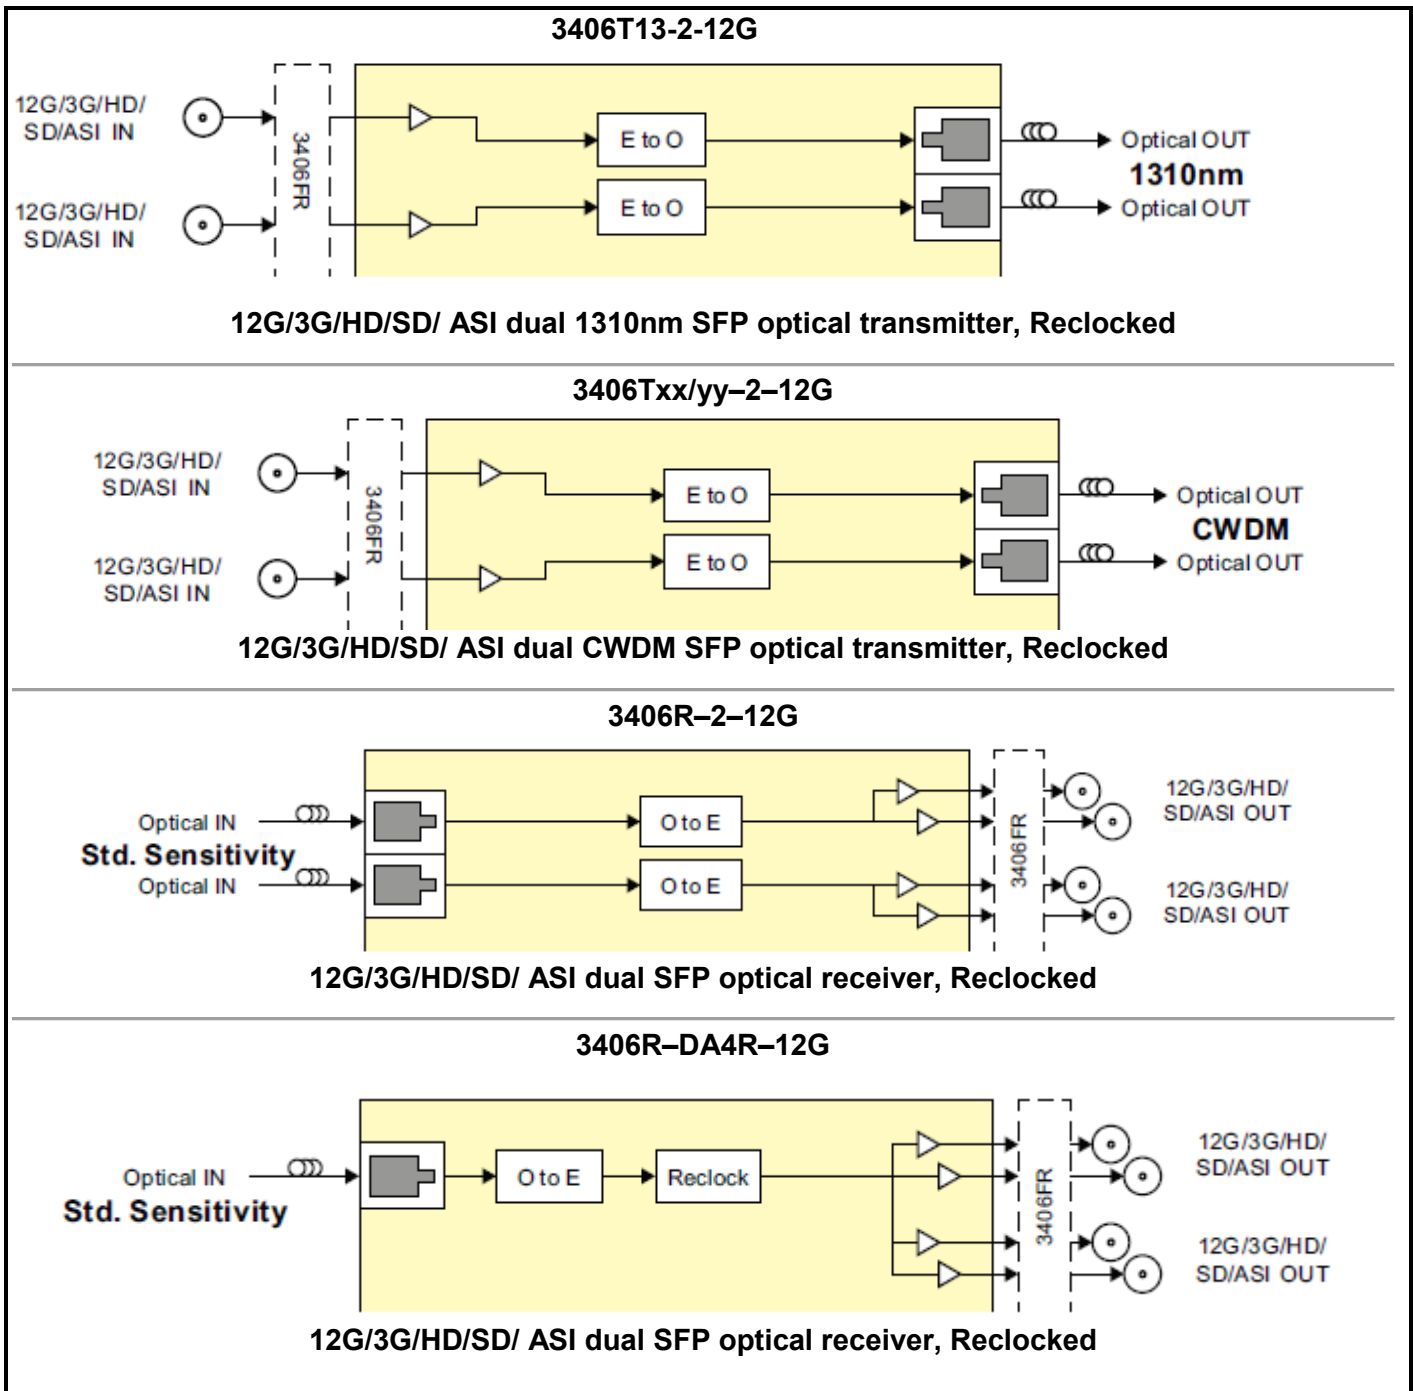 3406T13-2-12G
12G/3G/HD/
SD/ASI IN
12G/3G/HD/
SD/ASI IN
3406FR
E to O
E to O
Optical OUT
1310nm
Optical OUT
12G/3G/HD/SD/ ASI dual 1310nm SFP optical transmitter, Reclocked
3406Txx/yy–2–12G
12G/3G/HD/
SD/ASI IN
12G/3G/HD/
SD/ASI IN
3406FR
E to O
E to O
Optical OUT
CWDM
Optical OUT
12G/3G/HD/SD/ ASI dual CWDM SFP optical transmitter, Reclocked
3406R–2–12G
Optical IN
Std. Sensitivity
Optical IN
O to E
O to E
3406FR
12G/3G/HD/
SD/ASI OUT
12G/3G/HD/
SD/ASI OUT
12G/3G/HD/SD/ ASI dual SFP optical receiver, Reclocked
3406R–DA4R–12G
Optical IN
Std. Sensitivity
O to E
Reclock
3406FR
12G/3G/HD/
SD/ASI OUT
12G/3G/HD/
SD/ASI OUT
12G/3G/HD/SD/ ASI dual SFP optical receiver, Reclocked